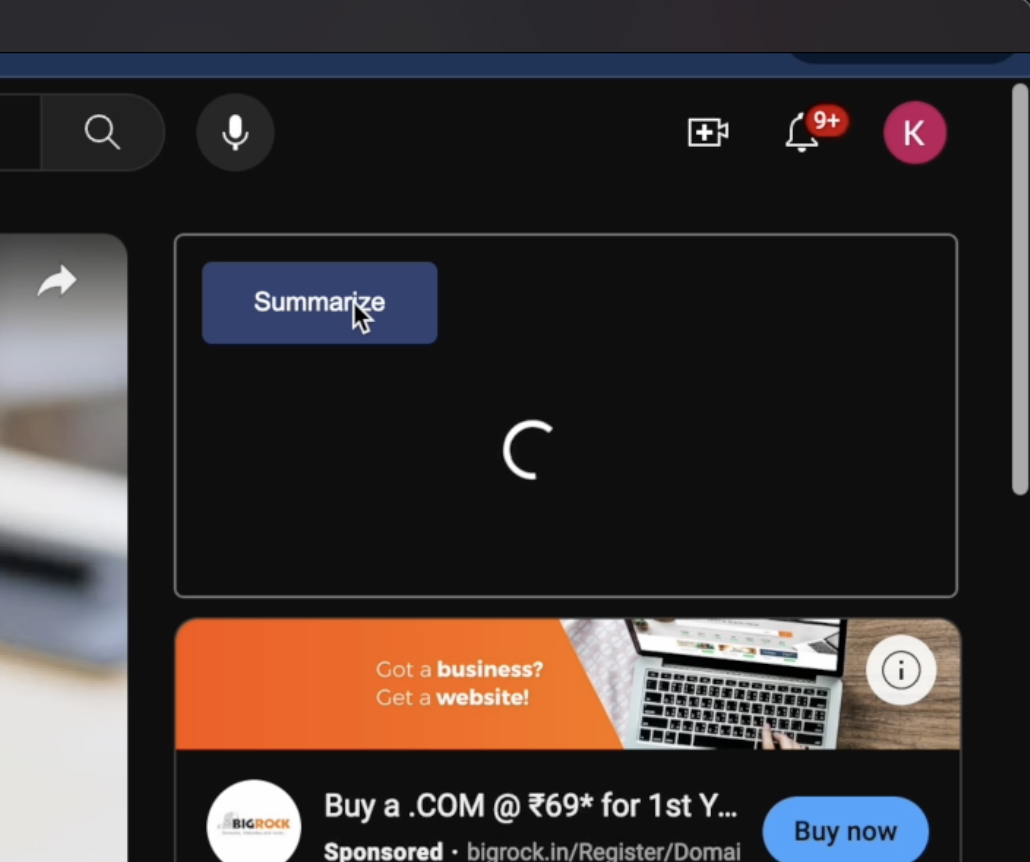 9+
K
Summarize
Got a business?
Get a website!
Buy a .COM @ ₹69* for 1st Y...
BIGROCK
Buy now
Sponsored · bigrock.in/Register/Domai